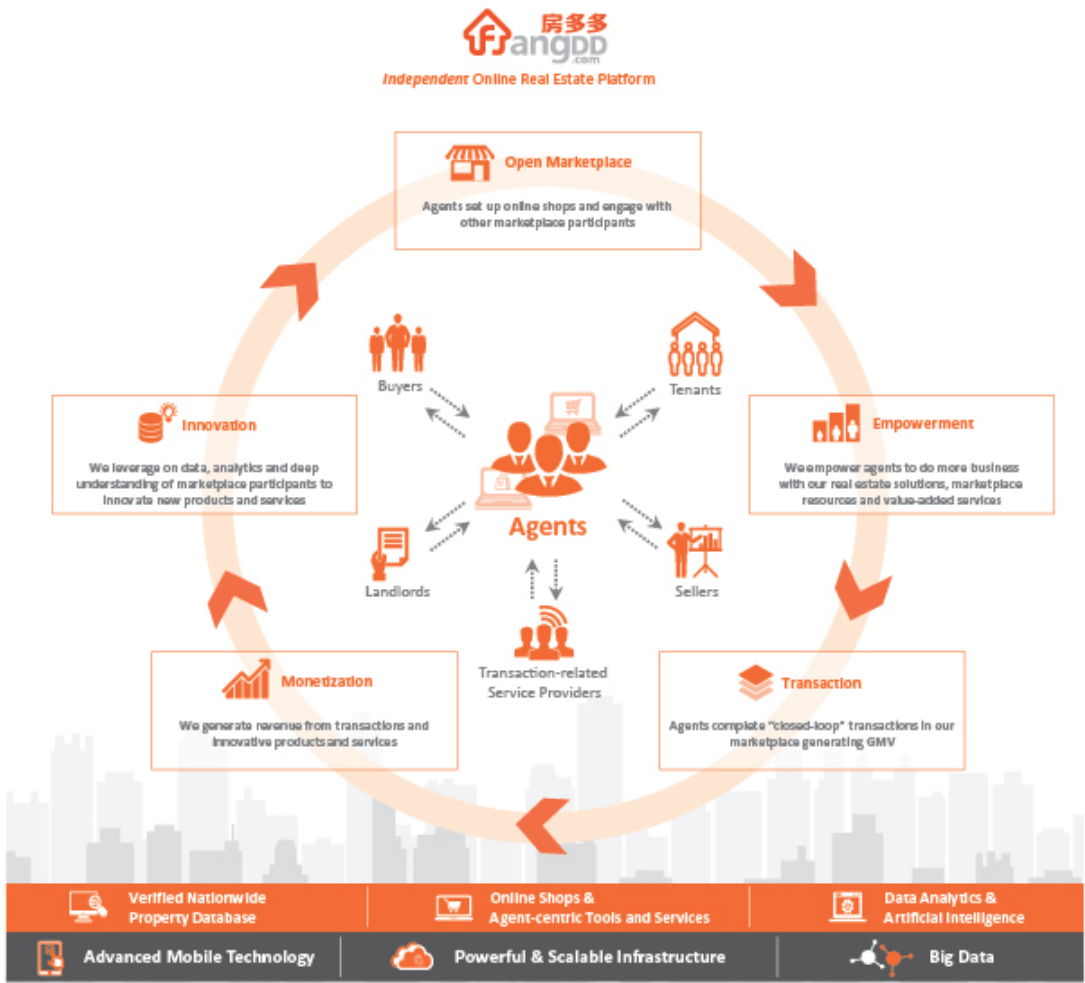 房多多
FangDD
.com
Independent Online Real Estate Platform
Open Marketplace
Agents set up online shops and engage with
other marketplace participants
Buyers
Tenants
Innovation
We leverage on data, analytics and deep
understanding of marketplace participants to
innovate new products and services
Empowerment
We empower agents to do more business
with our real estate solutions, marketplace
resources and value-added services
Agents
Landlords
Sellers
Transaction-related
Service Providers
Monetization
We generate revenue from transactions and
innovative products and services
Transaction
Agents complete "closed-loop" transactions in our
marketplace generating GMV
Verified Nationwide
Property Database
Online Shops &
Agent-centric Tools and Services
Data Analytics &
Artificial Intelligence
Advanced Mobile Technology
Powerful & Scalable Infrastructure
Big Data